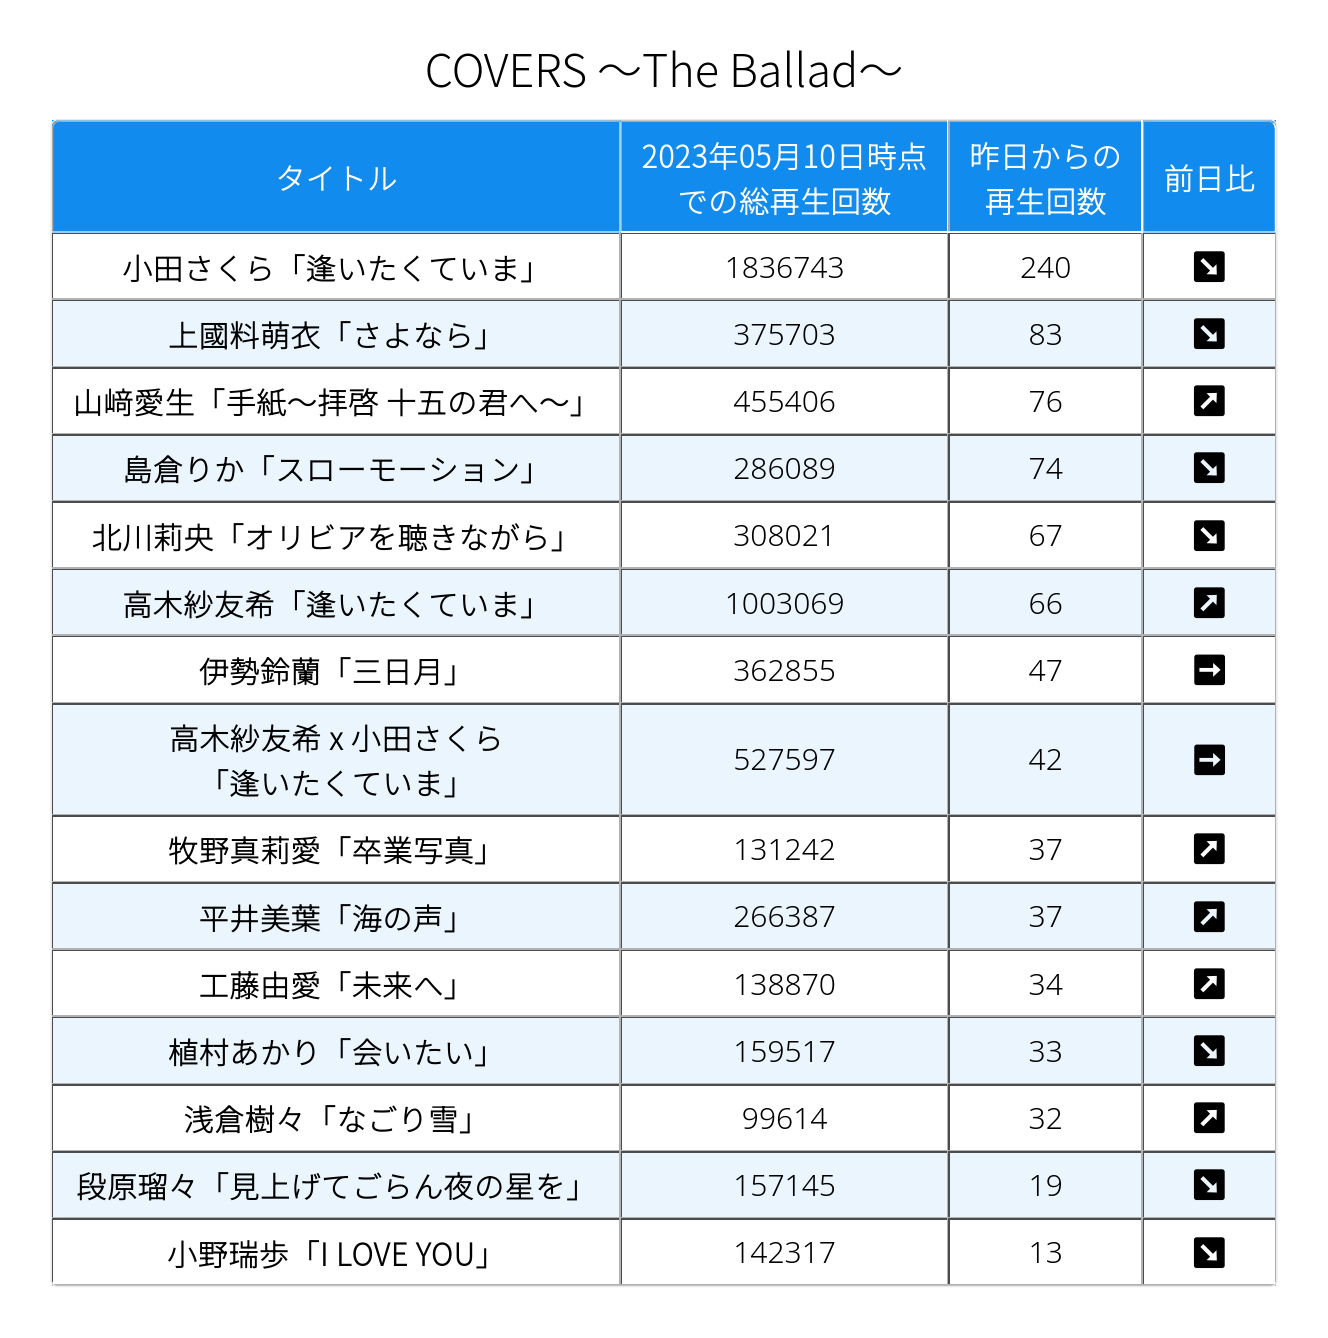 COVERS ～The Ballad～
タイトル
2023年05月10日時点
での総再生回数
昨日からの
再生回数
前日比
小田さくら「逢いたくていま」 1836743 240 ↘
上國料萌衣「さよなら」 375703 83 ↘
山﨑愛生「手紙～拝啓 十五の君へ～」 455406 76 ↗
島倉りか「スローモーション」 286089 74 ↘
北川莉央「オリビアを聴きながら」 308021 67 ↘
高木紗友希「逢いたくていま」 1003069 66 ↗
伊勢鈴蘭「三日月」 362855 47 →
高木紗友希 x 小田さくら
「逢いたくていま」 527597 42 →
牧野真莉愛「卒業写真」 131242 37 ↗
平井美葉「海の声」 266387 37 ↗
工藤由愛「未来へ」 138870 34 ↗
植村あかり「会いたい」 159517 33 ↘
浅倉樹々「なごり雪」 99614 32 ↗
段原瑠々「見上げてごらん夜の星を」 157145 19 ↘
小野瑞歩「I LOVE YOU」 142317 13 ↘